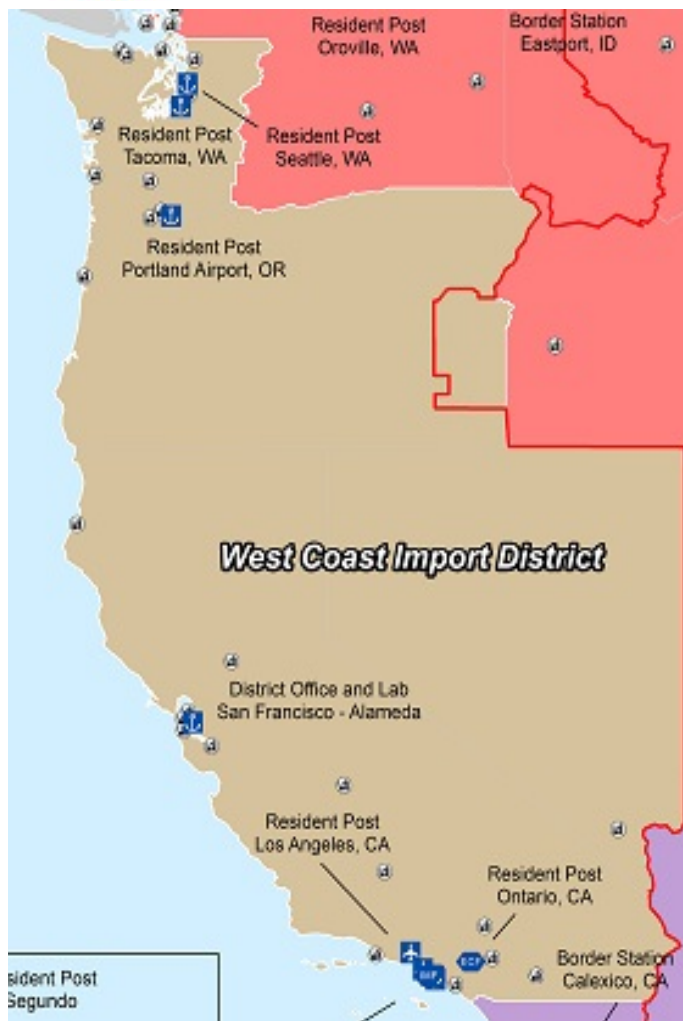 Resident Post
Oroville, WA
Border Station
Eastport, ID
Resident Post
Tacoma, WA
Resident Post
Seattle, WA
Resident Post
Portland Airport, OR
West Coast Import District
District Office and Lab
San Francisco - Alameda
Resident Post
Los Angeles, CA
Resident Post
Ontario, CA
Border Station
Calexico, CA
sident Post
Segundo